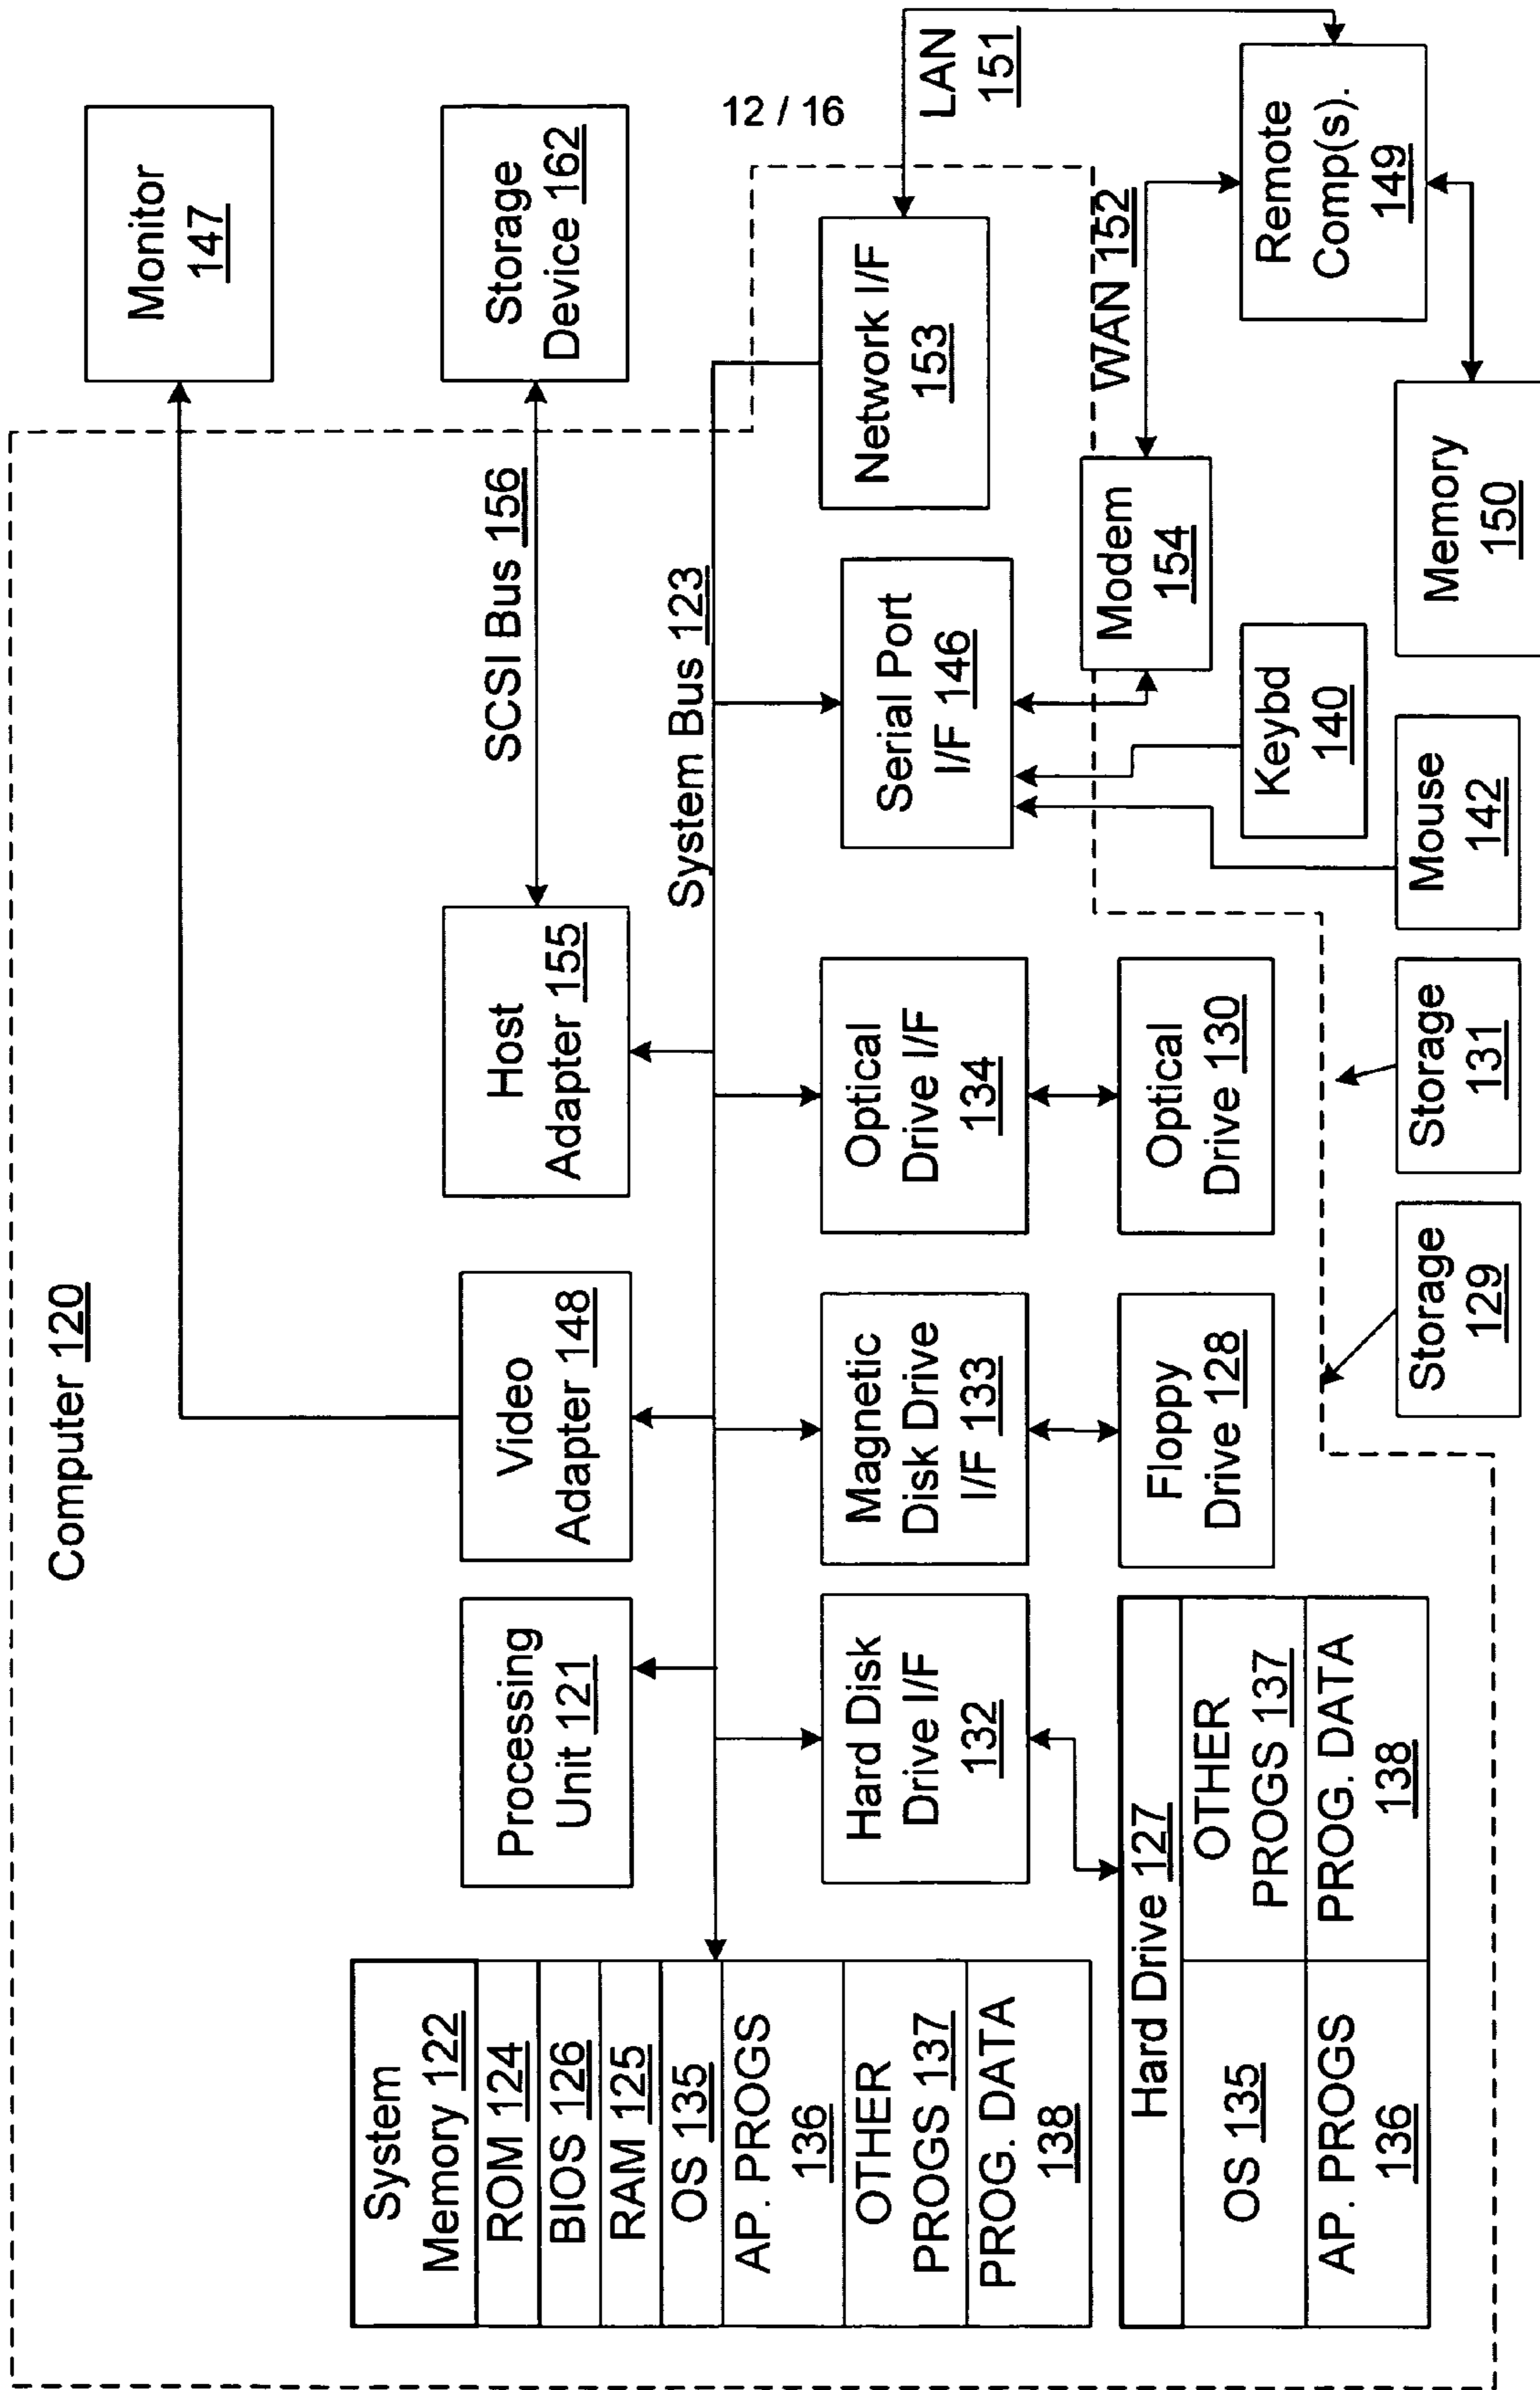 12 / 16
Computer 120
Monitor
147
System
Memory 122
ROM 124
BIOS 126
RAM 125
OS 135
AP. PROGS
136
OTHER
PROGS 137
PROG. DATA
138
Processing
Unit 121
Video
Adapter 148
Host
Adapter 155
SCSI Bus 156
Storage
Device 162
System Bus 123
Hard Disk
Drive I/F
132
Magnetic
Disk Drive
I/F 133
Optical
Drive I/F
134
Serial Port
I/F 146
Network I/F
153
LAN
151
Hard Drive 127
OS 135
OTHER
PROGS 137
AP. PROGS
136
PROG. DATA
138
Floppy
Drive 128
Optical
Drive 130
Modem
154
WAN 152
Remote
Comp(s).
149
Keybd
140
Storage
129
Storage
131
Mouse
142
Memory
150